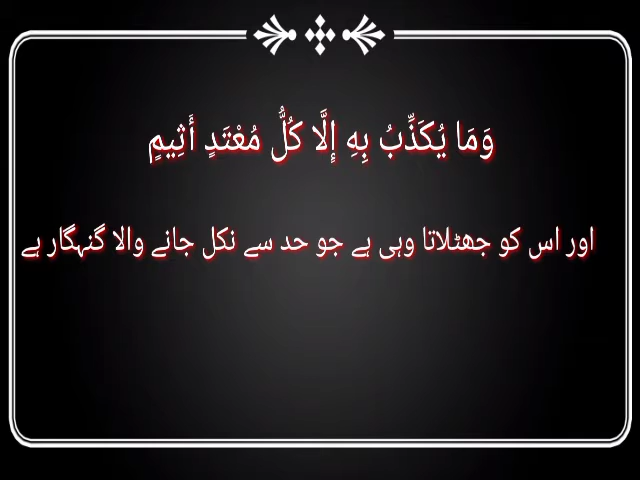 وَمَا يُكَذِّبُ بِهِ إِلَّا كُلُّ مُعْتَدٍ أَثِيمٍ
اور اس کو جھٹلاتا وہی ہے جو حد سے نکل جانے والا گنہگار ہے